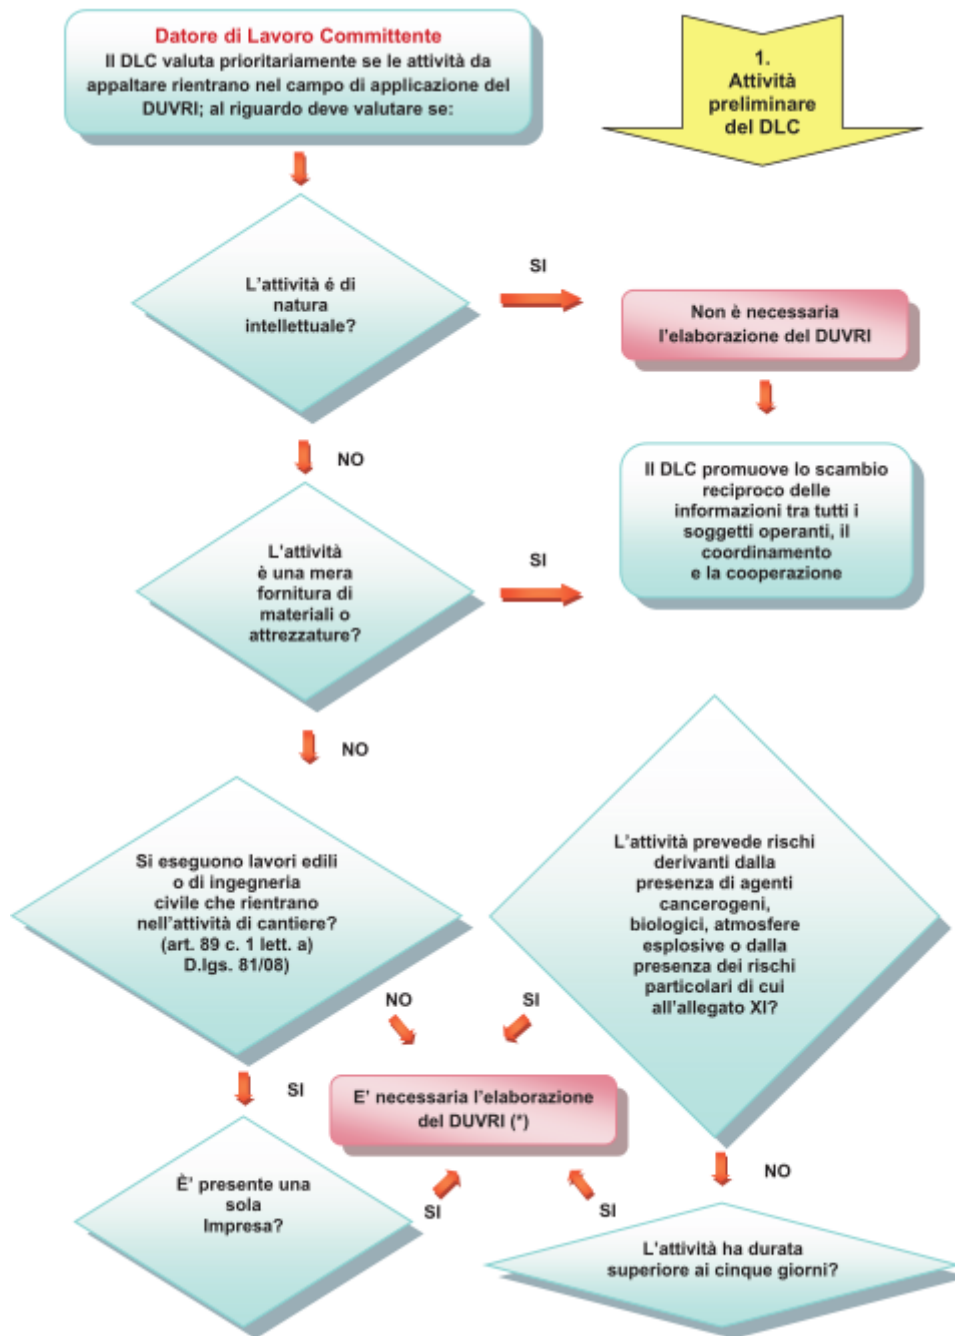 Datore di Lavoro Committente
Il DLC valuta prioritariamente se le attività da
appaltare rientrano nel campo di applicazione del
DUVRI; al riguardo deve valutare se:
1.
Attività
preliminare
del DLC
L'attività é di
natura
intellettuale?
SI
Non è necessaria
l'elaborazione del DUVRI
NO
Il DLC promuove lo scambio
reciproco delle
informazioni tra tutti i
soggetti operanti, il
coordinamento
e la cooperazione
L'attività
è una mera
fornitura di
materiali o
attrezzature?
SI
NO
Si eseguono lavori edili
o di ingegneria
civile che rientrano
nell'attività di cantiere?
(art. 89 c. 1 lett. a)
D.lgs. 81/08)
L'attività prevede rischi
derivanti dalla
presenza di agenti
cancerogeni,
biologici, atmosfere
esplosive o dalla
presenza dei rischi
particolari di cui
all'allegato XI?
NO
SI
SI
E' necessaria l'elaborazione
del DUVRI (*)
NO
È' presente una
sola
Impresa?
SI
SI
L'attività ha durata
superiore ai cinque giorni?